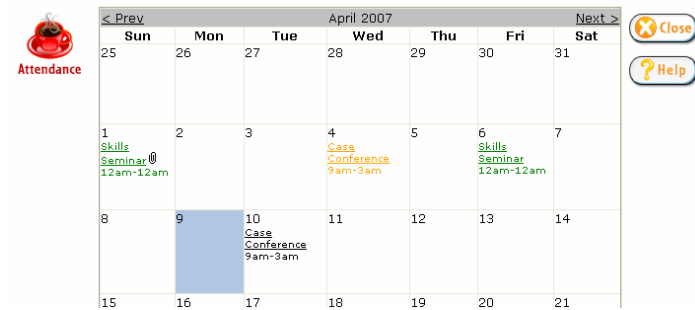 < Prev April 2007 Next >
Sun Mon Tue Wed Thu Fri Sat
Close
Attendance
Help
25 26 27 28 29 30 31
1 2 3 4 5 6 7
Skills Case Skills
Seminar Conference Seminar
12am-12am 9am-3am 12am-12am
8 9 10 11 12 13 14
Case
Conference
9am-3am
15 16 17 18 19 20 21